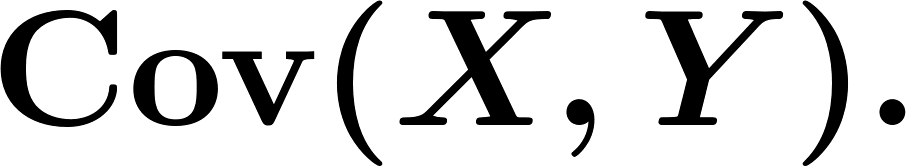 Cov(X, Y).